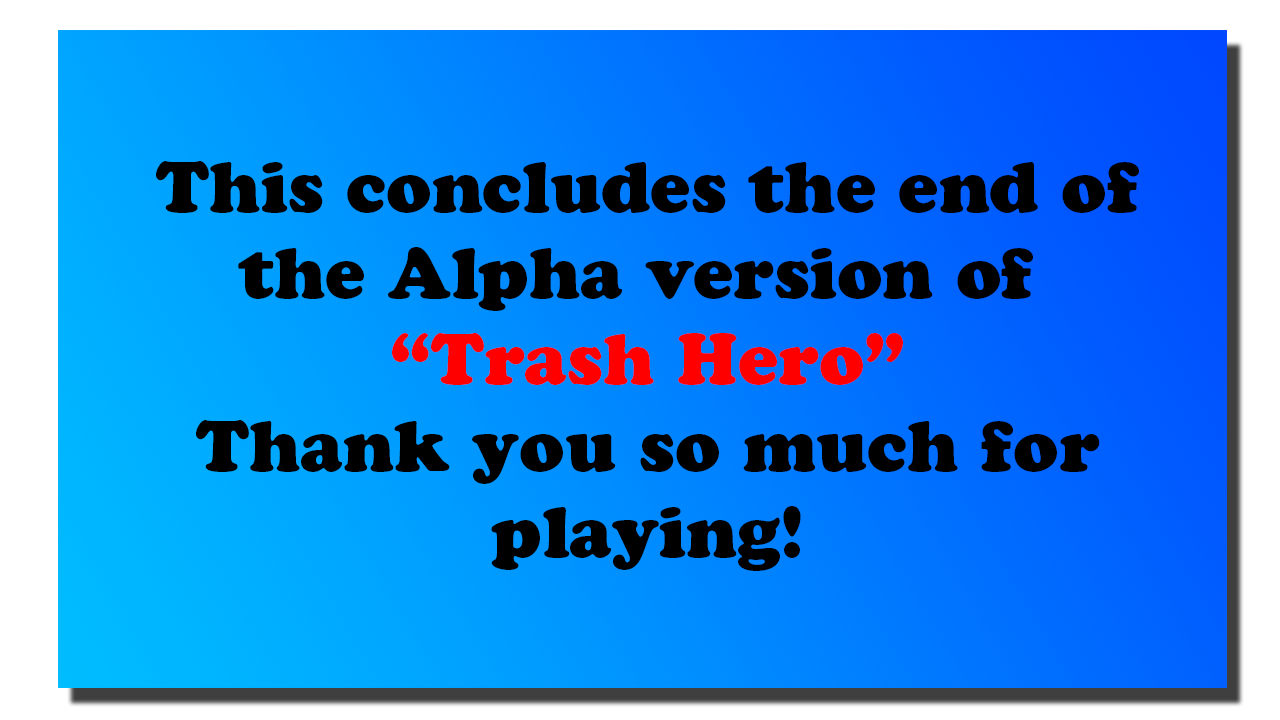 This concludes the end of
the Alpha version of
“Trash Hero”
Thank you so much for
playing!